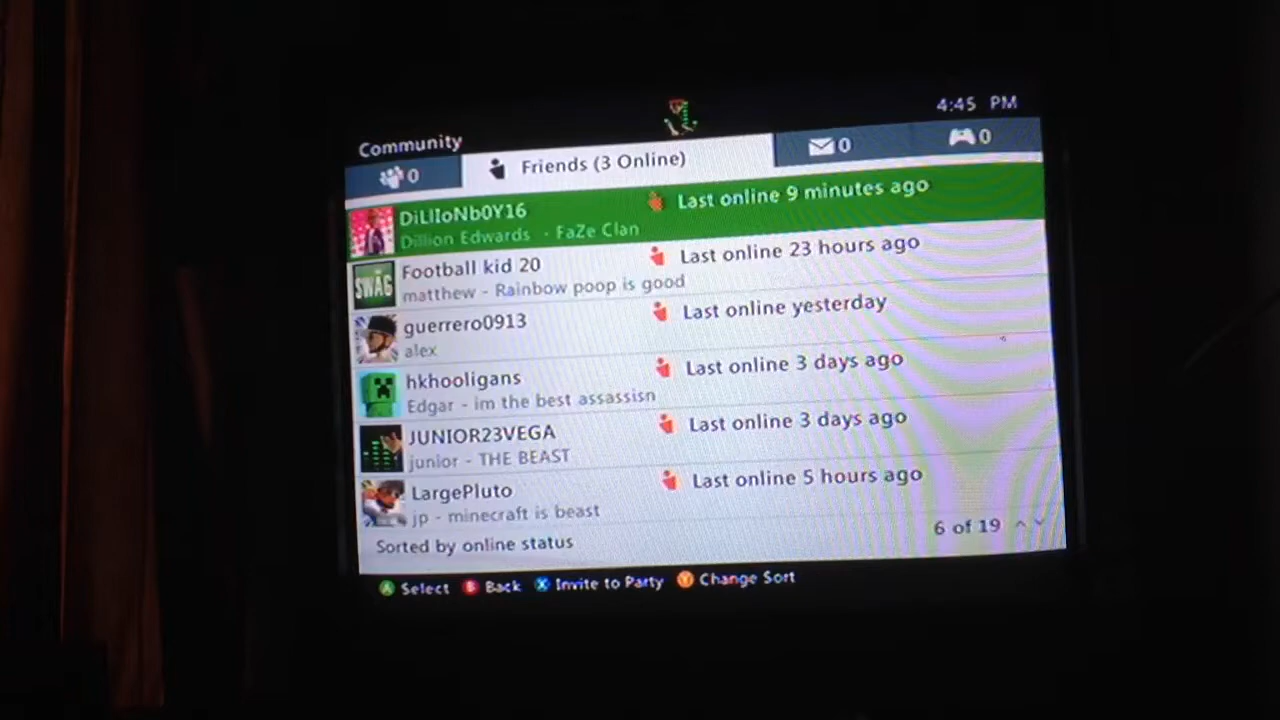 4:45 PM
Community
0
Friends (3 Online)
0
0
DiLlIoNb0Y16
Last online 9 minutes ago
Dillion Edwards - FaZe Clan
Football kid 20
Last online 23 hours ago
SWAG
matthew - Rainbow poop is good
guerrero0913
Last online yesterday
alex
hkhooligans
Last online 3 days ago
Edgar - im the best assassisn
JUNIOR23VEGA
Last online 3 days ago
junior - THE BEAST
LargePluto
Last online 5 hours ago
jp - minecraft is beast
Sorted by online status
6 of 19
A Select B Back X Invite to Party Y Change Sort